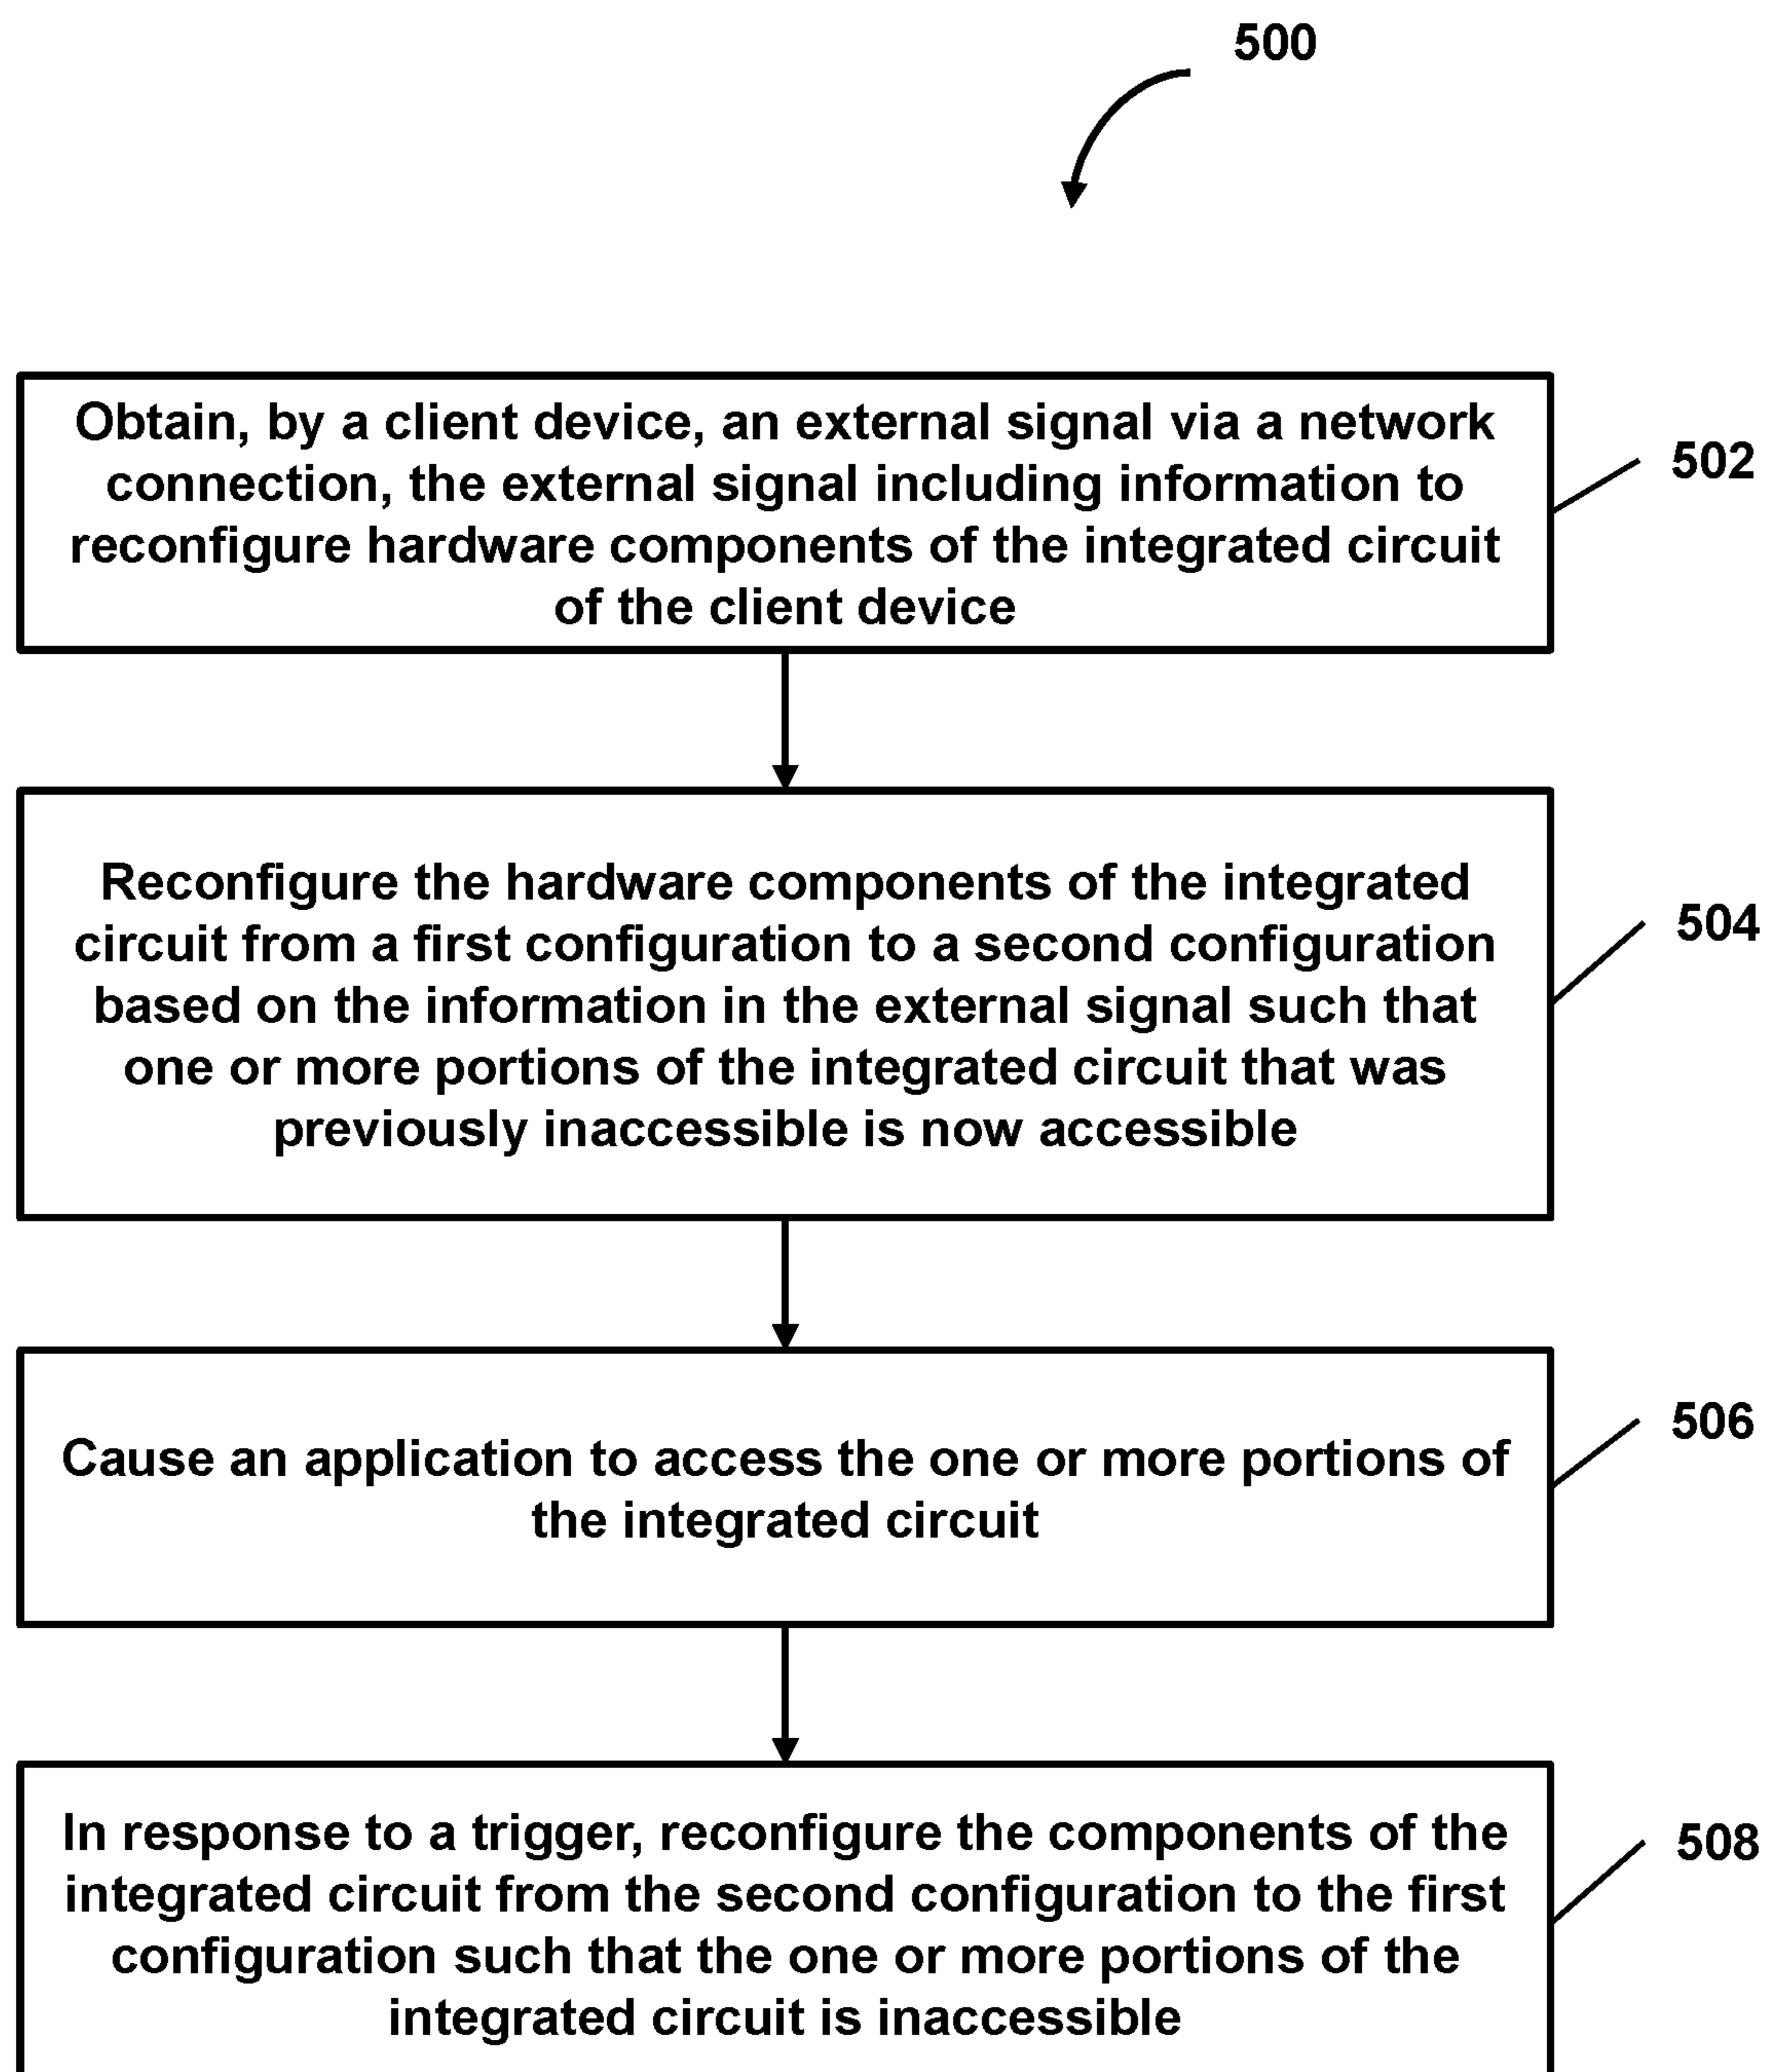 500
Obtain, by a client device, an external signal via a network
connection, the external signal including information to
reconfigure hardware components of the integrated circuit
of the client device
502
Reconfigure the hardware components of the integrated
circuit from a first configuration to a second configuration
based on the information in the external signal such that
one or more portions of the integrated circuit that was
previously inaccessible is now accessible
504
Cause an application to access the one or more portions of
the integrated circuit
506
In response to a trigger, reconfigure the components of the
integrated circuit from the second configuration to the first
configuration such that the one or more portions of the
integrated circuit is inaccessible
508